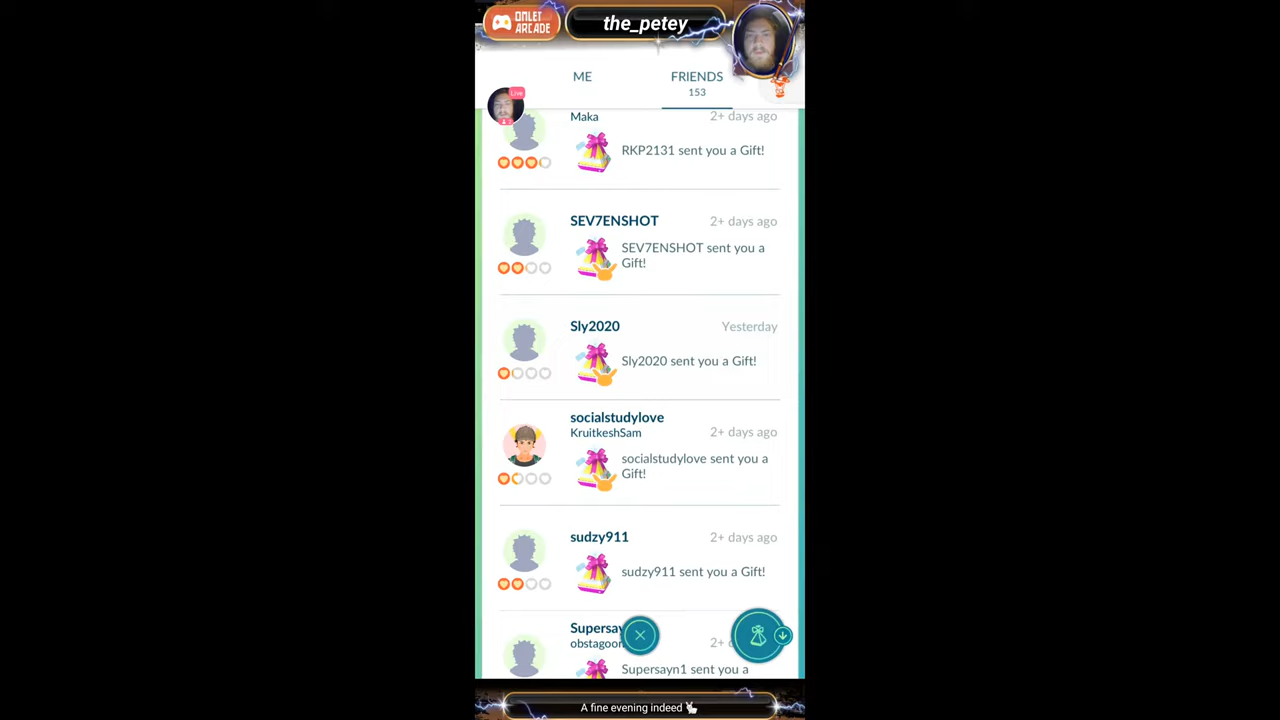 OMLET
ARCADE
the_petey
ME
FRIENDS
153
Live
Maka
2+ days ago
RKP2131 sent you a Gift!
SEV7ENSHOT
2+ days ago
SEV7ENSHOT sent you a
Gift!
Sly2020
Yesterday
Sly2020 sent you a Gift!
socialstudylove
KruitkeshSam
2+ days ago
socialstudylove sent you a
Gift!
sudzy911
2+ days ago
sudzy911 sent you a Gift!
2+
Supersayn1 sent you a
A fine evening indeed 🐇